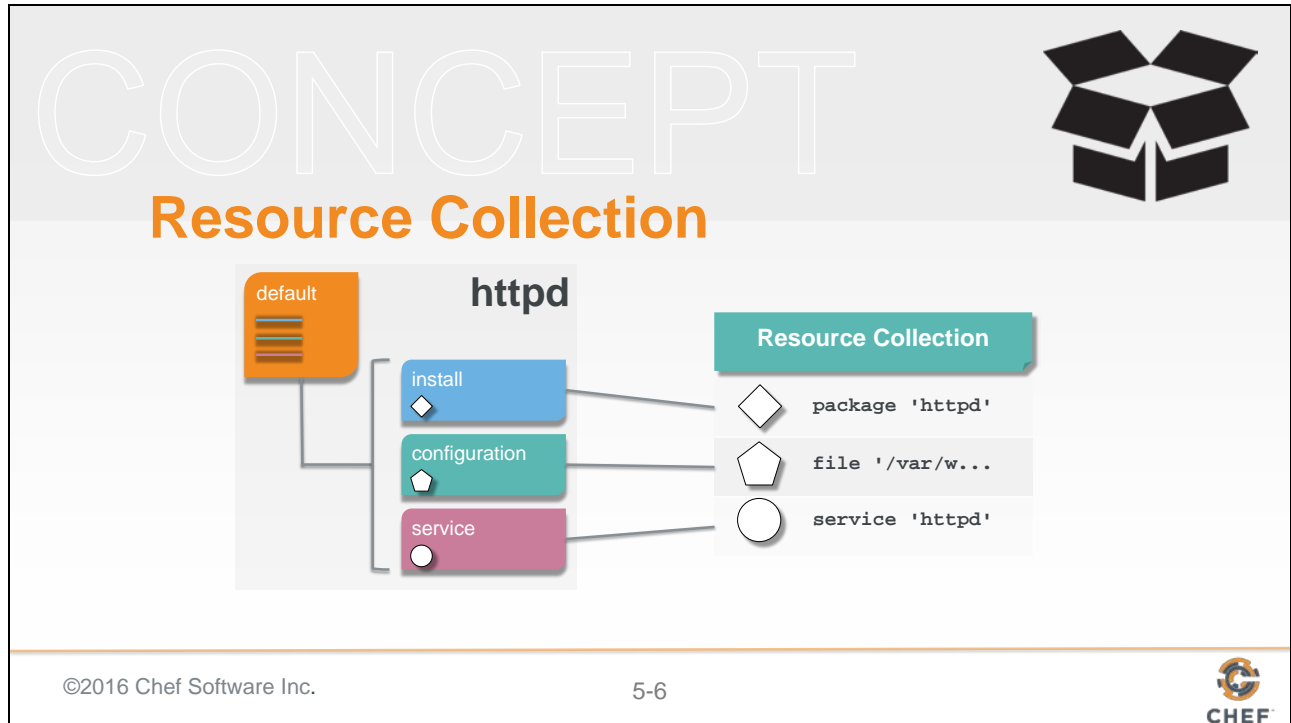 CONCEPT
Resource Collection
default
httpd
install
configuration
service
Resource Collection
package 'httpd'
file '/var/w...
service 'httpd'
©2016 Chef Software Inc.
5-6
CHEF